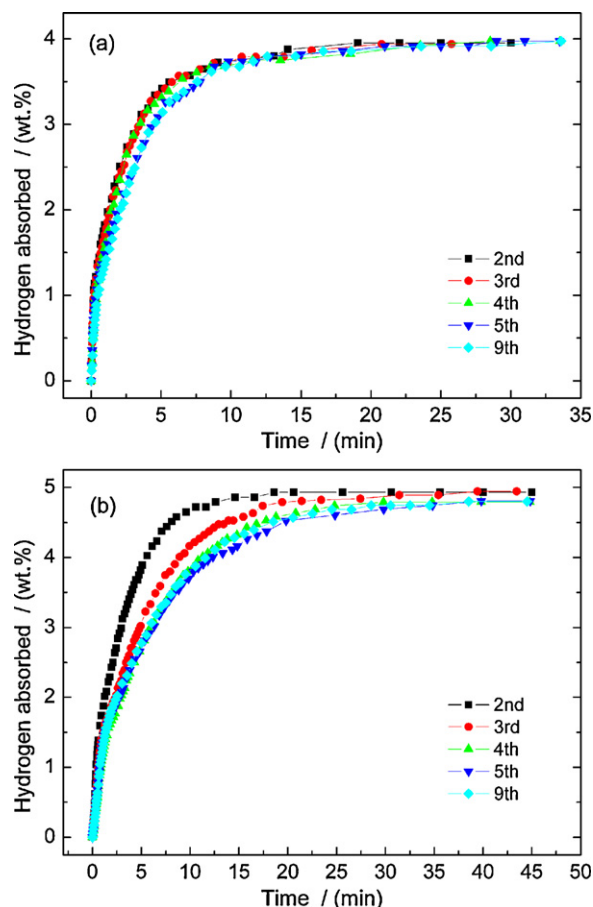 (a)
Hydrogen absorbed / (wt.%)
4
3
2
1
0
2nd
3rd
4th
5th
9th
0 5 10 15 20 25 30 35
Time / (min)
(b)
Hydrogen absorbed / (wt.%)
5
4
3
2
1
0
2nd
3rd
4th
5th
9th
0 5 10 15 20 25 30 35 40 45 50
Time / (min)